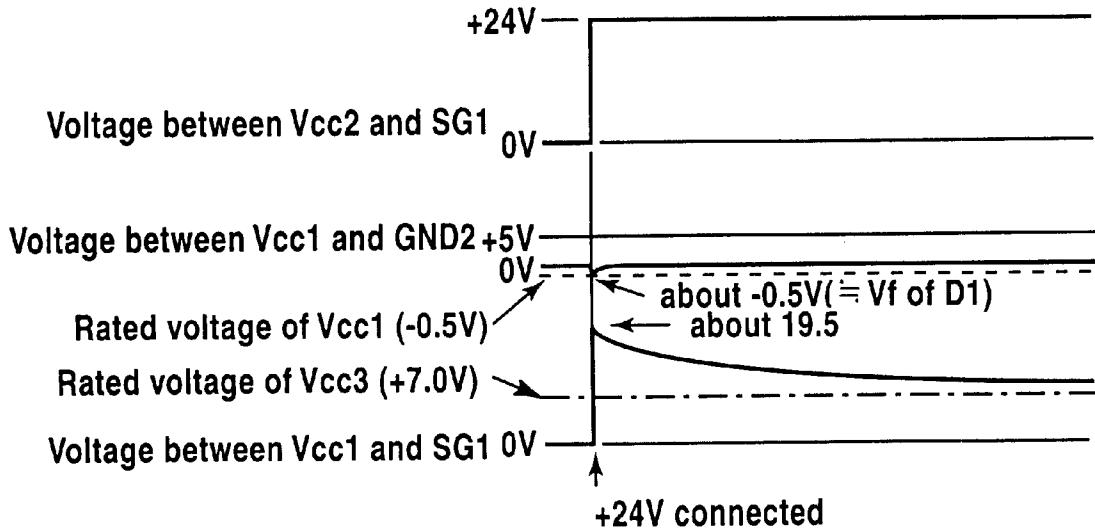 +24V
Voltage between Vcc2 and SG1
0V
Voltage between Vcc1 and GND2 +5V
0V
about -0.5V(≒ Vf of D1)
Rated voltage of Vcc1 (-0.5V)
about 19.5
Rated voltage of Vcc3 (+7.0V)
Voltage between Vcc1 and SG1 0V
+24V connected